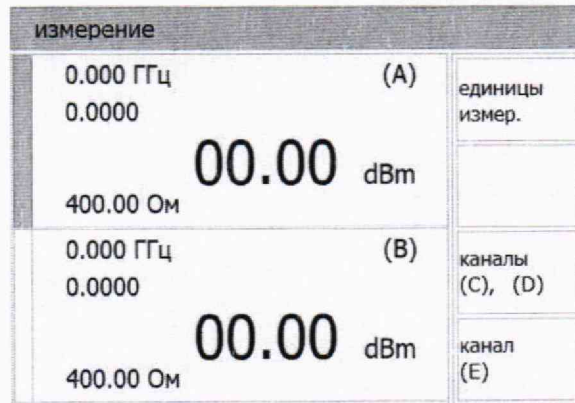 измерение
0.000 ГГц (A)
0.0000
00.00 dBm
400.00 Ом
0.000 ГГц (B)
0.0000
00.00 dBm
400.00 Ом
единицы
измер.
каналы
(C), (D)
канал
(E)